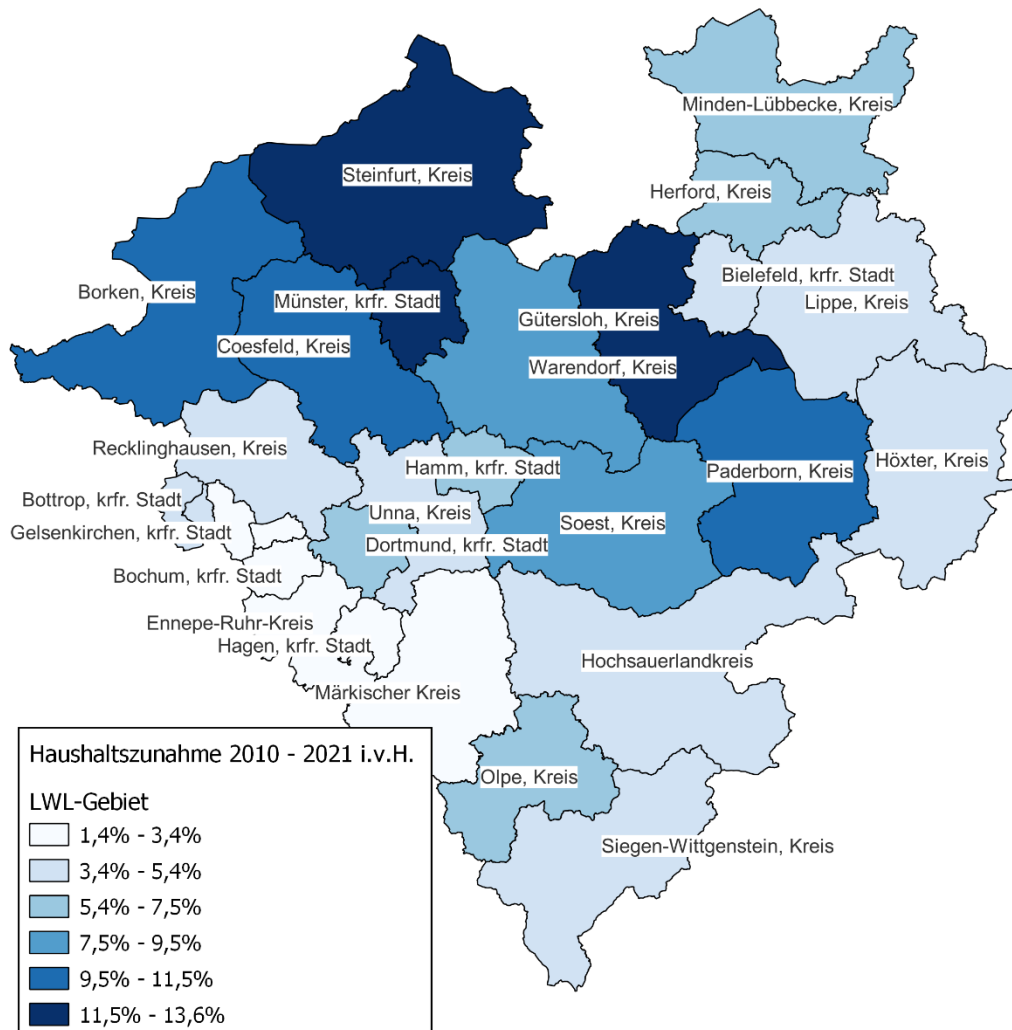 Minden-Lübbecke, Kreis
Steinfurt, Kreis
Herford, Kreis
Bielefeld, krfr. Stadt
Borken, Kreis
Münster, krfr. Stadt
Lippe, Kreis
Gütersloh, Kreis
Coesfeld, Kreis
Warendorf, Kreis
Recklinghausen, Kreis
Hamm, krfr. Stadt
Paderborn, Kreis
Höxter, Kreis
Bottrop, krfr. Stadt
Unna, Kreis
Soest, Kreis
Gelsenkirchen, krfr. Stadt
Dortmund, krfr. Stadt
Bochum, krfr. Stadt
Ennepe-Ruhr-Kreis
Hagen, krfr. Stadt
Hochsauerlandkreis
Märkischer Kreis
Olpe, Kreis
Siegen-Wittgenstein, Kreis
Haushaltszunahme 2010 - 2021 i.v.H.
LWL-Gebiet
1,4% - 3,4%
3,4% - 5,4%
5,4% - 7,5%
7,5% - 9,5%
9,5% - 11,5%
11,5% - 13,6%